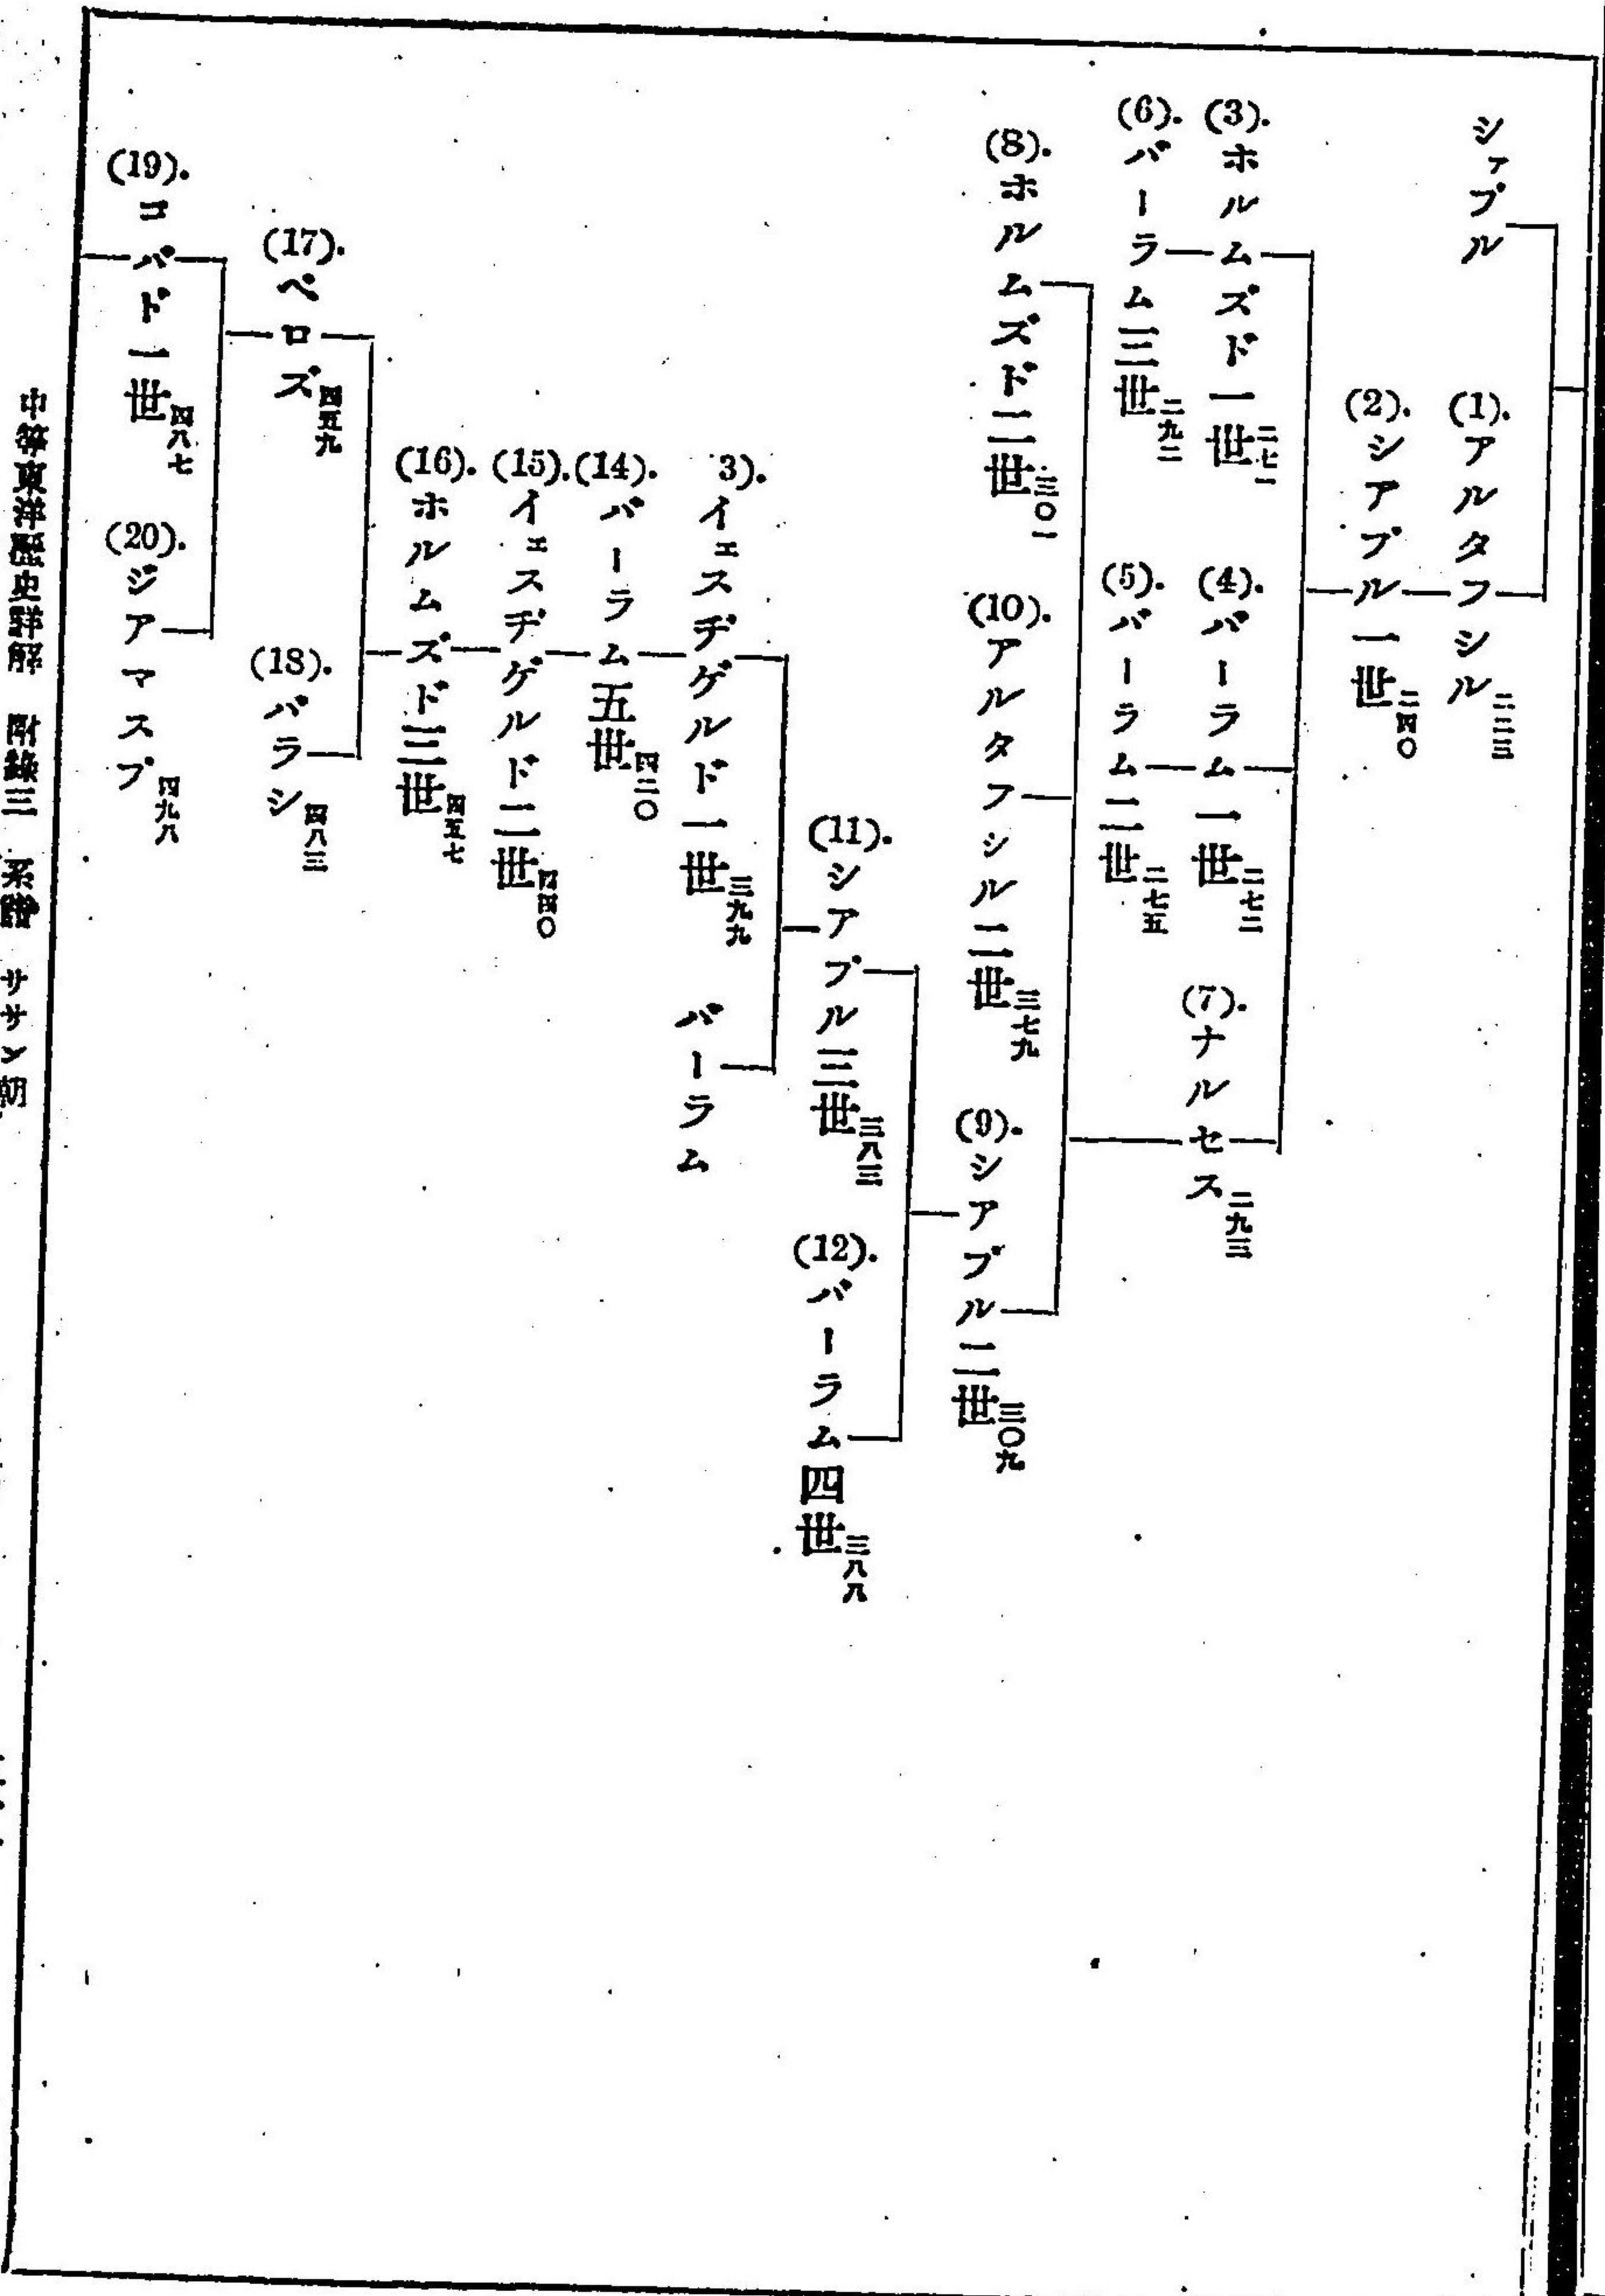 シァプル
(1).アルタフシル二二三
(2).シアプル一世二四〇
(3).ホルムズド一世二七一
(4).バーラム一世二七二
(7).ナルセス二九三
(6).バーラム三世二九二
(5).バーラム二世二七五
(8).ホルムズド二世三〇一
(10).アルタフシル二世三七九
(9).シアプル二世三〇九
(11).シアプル三世三八三
(12).バーラム四世三八八
3).イェスヂゲルド一世三九九
バーラム
(14).バーラム五世四二〇
(15).イェスヂゲルド二世四四〇
(16).ホルムズド三世四五七
(17).ペロズ四五九
(18).バラシ四八三
(19).コバド一世四八七
(20).ジアマスプ四九八
中等東洋歷史詳解 附錄三 系譜 ササン朝